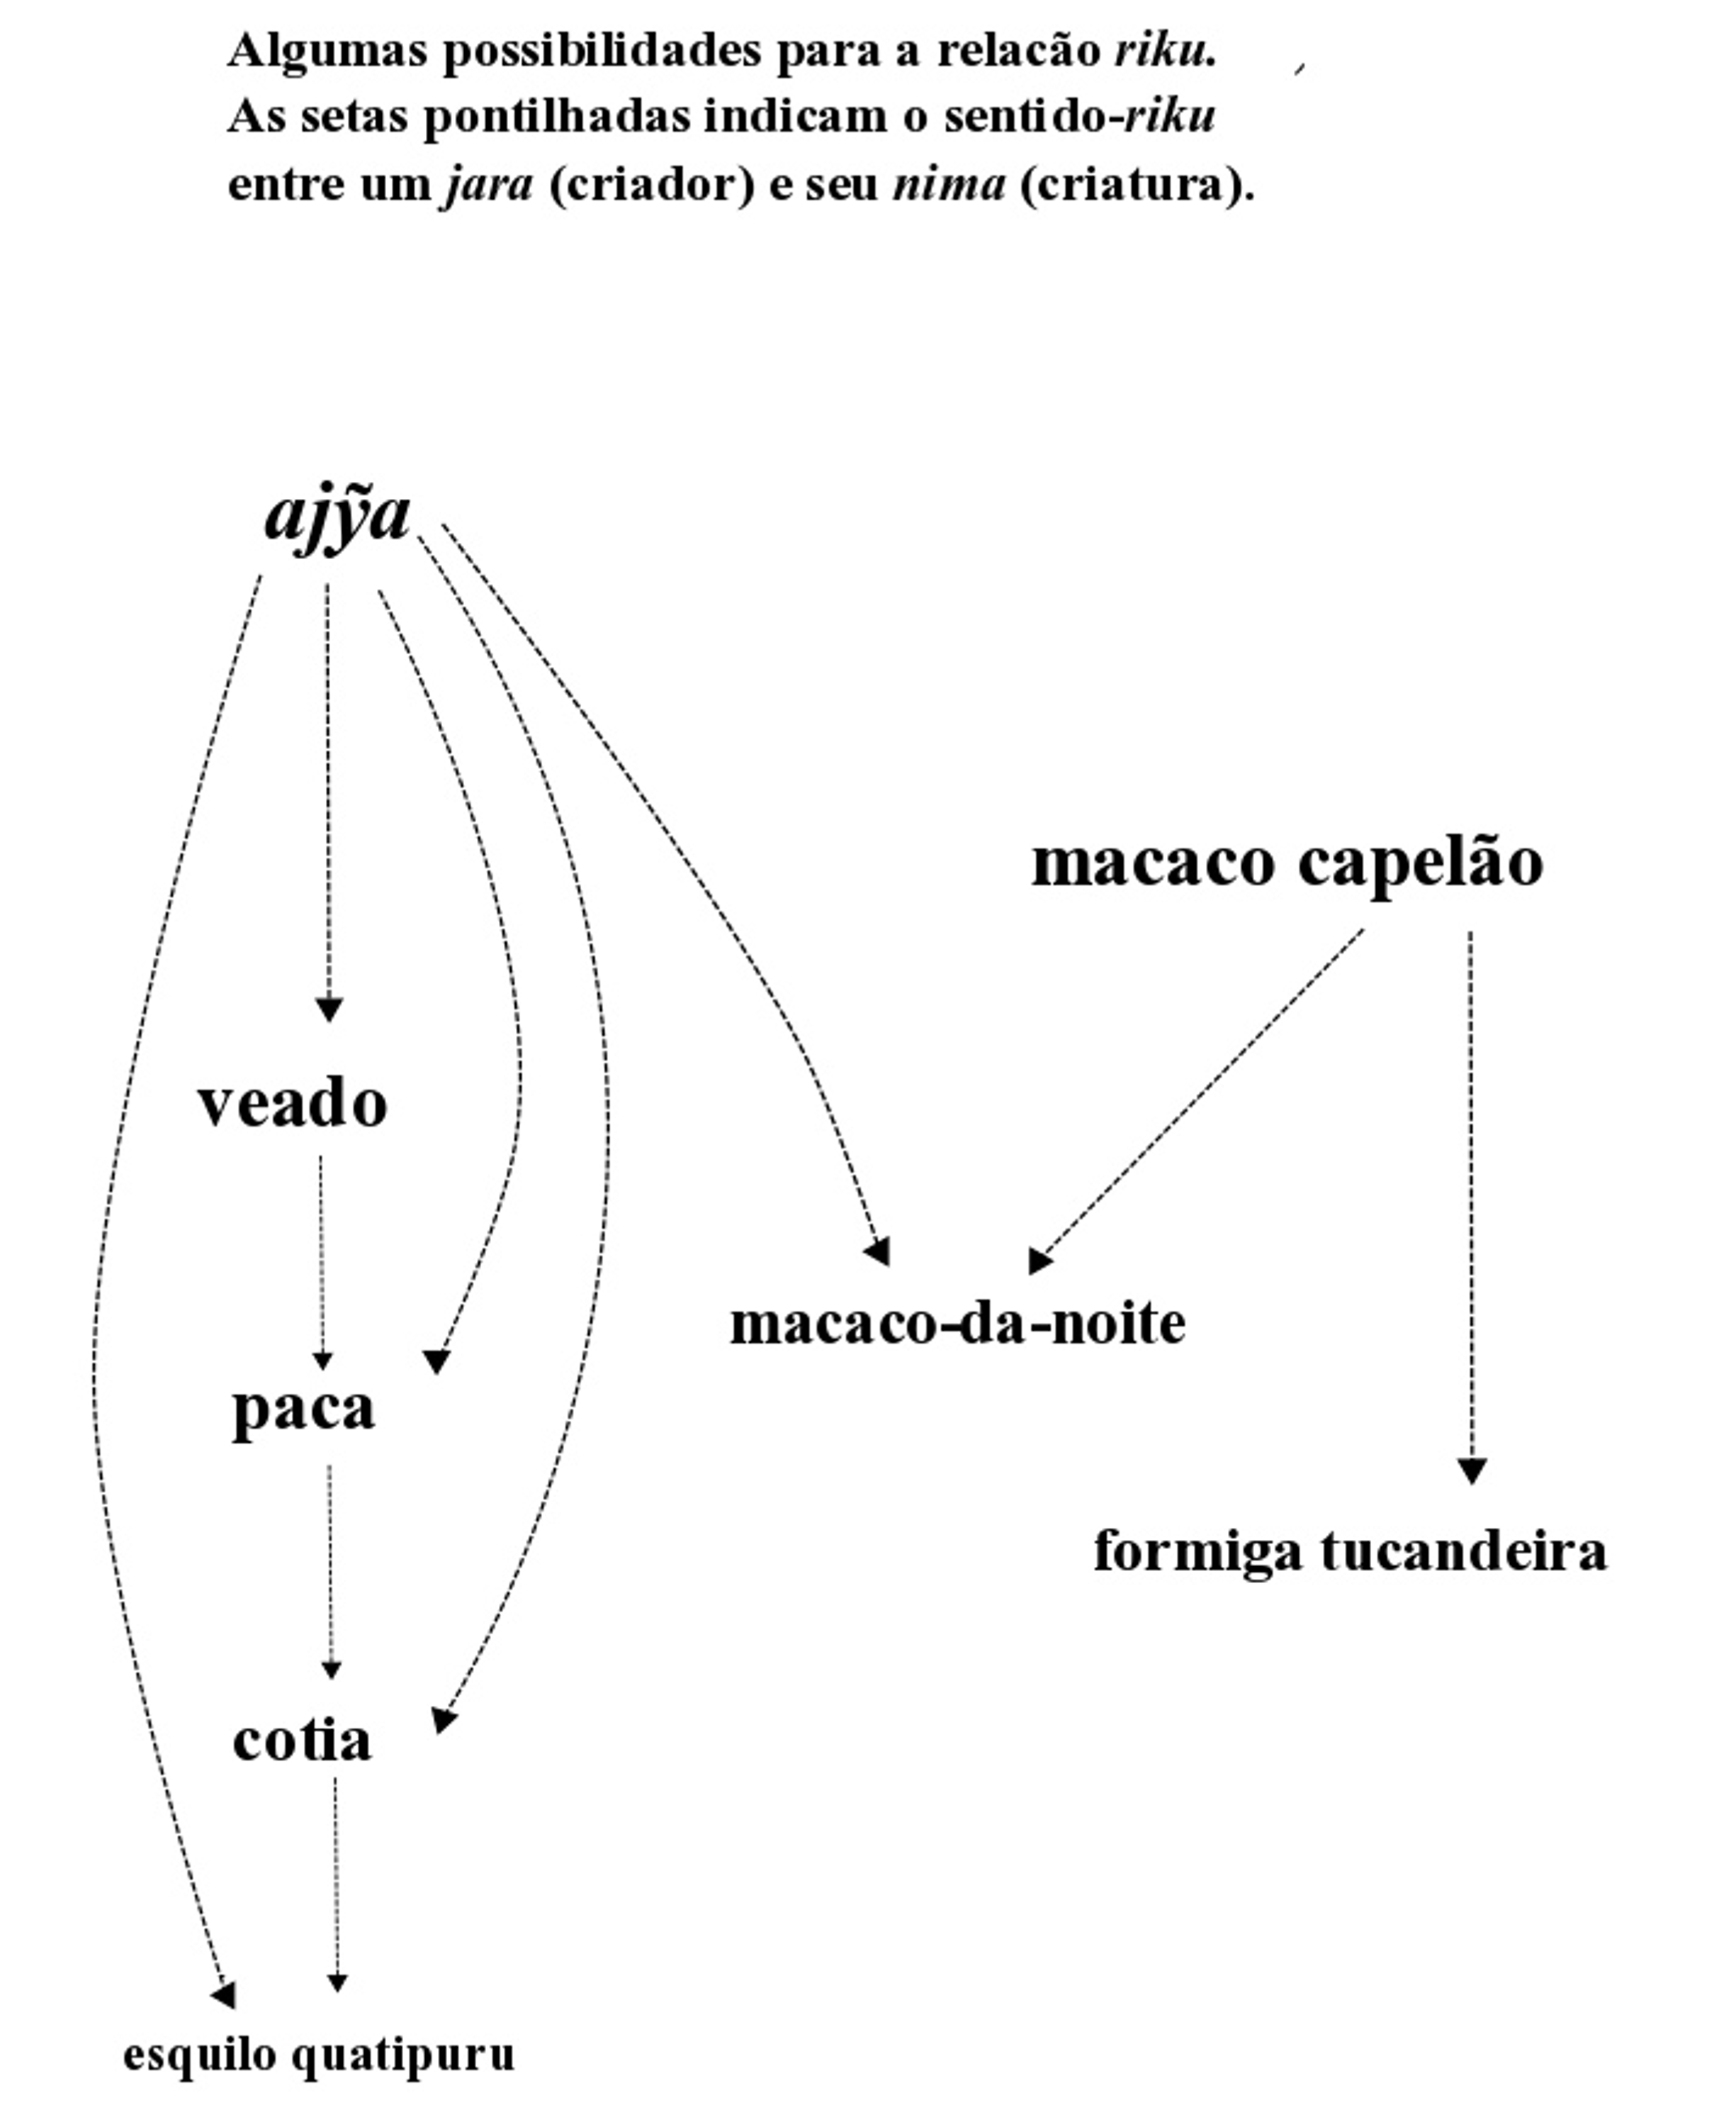 Algumas possibilidades para a relacão riku.
As setas pontilhadas indicam o sentido-riku
entre um jara (criador) e seu nima (criatura).
ajỹa
macaco capelão
veado
macaco-da-noite
paca
formiga tucandeira
cotia
esquilo quatipuru